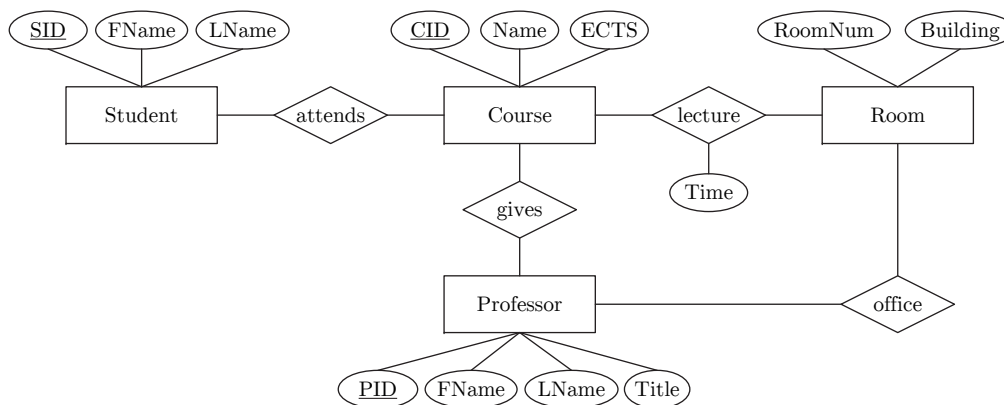 SID FName LName CID Name ECTS RoomNum Building
Student attends Course lecture Room
Time
gives
Professor office
PID FName LName Title